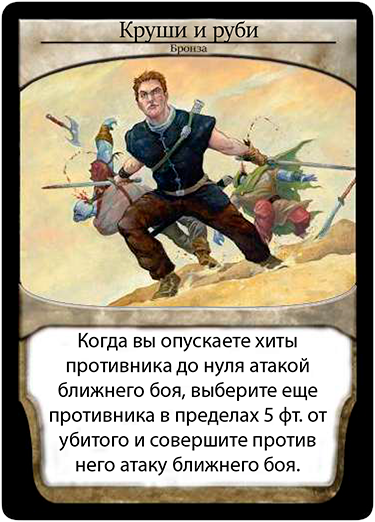 Круши и руби
Бронза
Когда вы опускаете хиты
противника до нуля атакой
ближнего боя, выберите еще
противника в пределах 5 фт. от
убитого и совершите против
него атаку ближнего боя.